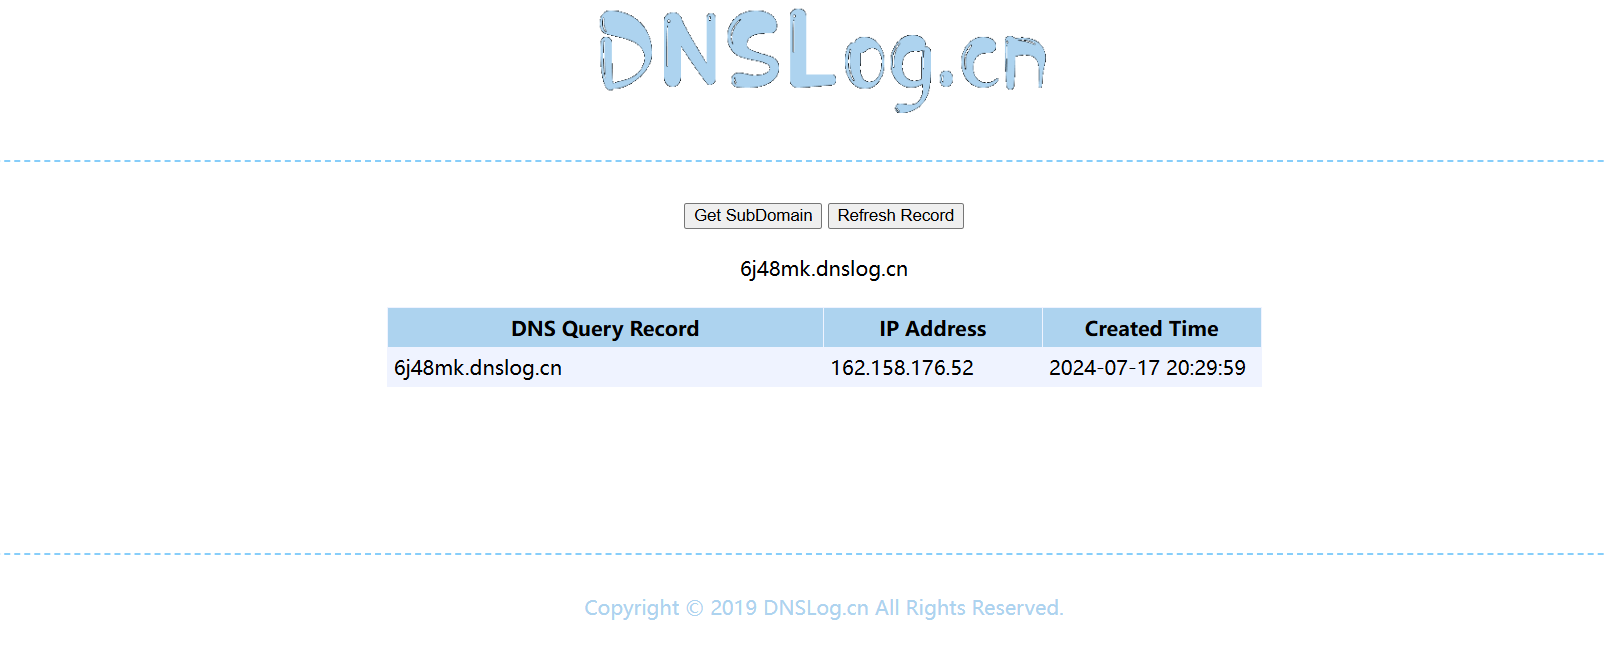 DNSLog.cn
Get SubDomain Refresh Record
6j48mk.dnslog.cn
DNS Query Record IP Address Created Time
6j48mk.dnslog.cn 162.158.176.52 2024-07-17 20:29:59
Copyright © 2019 DNSLog.cn All Rights Reserved.